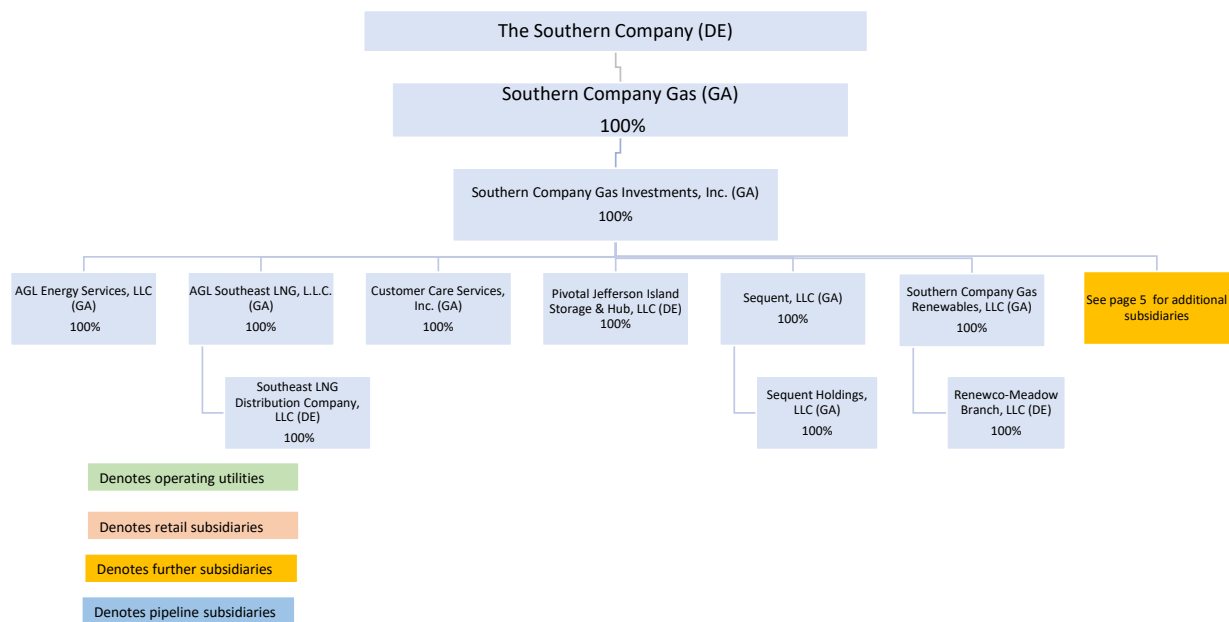 The Southern Company (DE)
Southern Company Gas (GA)
100%
Southern Company Gas Investments, Inc. (GA)
100%
AGL Energy Services, LLC
(GA)
100%
AGL Southeast LNG, L.L.C.
(GA)
100%
Customer Care Services,
Inc. (GA)
100%
Pivotal Jefferson Island
Storage & Hub, LLC (DE)
100%
Sequent, LLC (GA)
100%
Southern Company Gas
Renewables, LLC (GA)
100%
See page 5 for additional
subsidiaries
Southeast LNG
Distribution Company,
LLC (DE)
100%
Sequent Holdings,
LLC (GA)
100%
Renewco-Meadow
Branch, LLC (DE)
100%
Denotes operating utilities
Denotes retail subsidiaries
Denotes further subsidiaries
Denotes pipeline subsidiaries